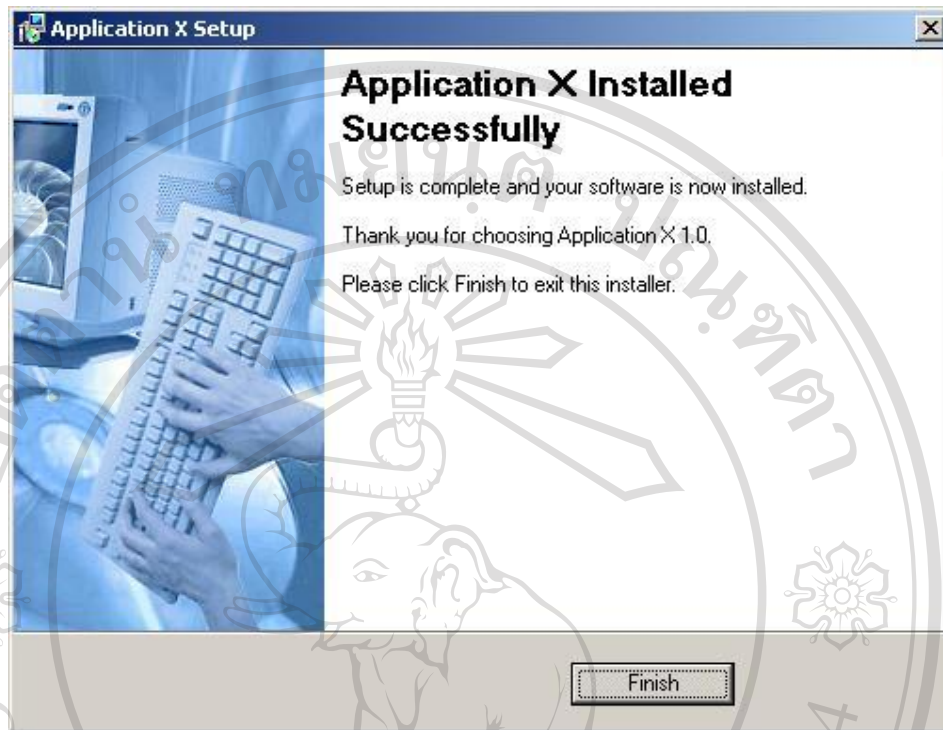 Application X Setup
Application X Installed
Successfully
Setup is complete and your software is now installed.
Thank you for choosing Application X 1.0.
Please click Finish to exit this installer.
Finish